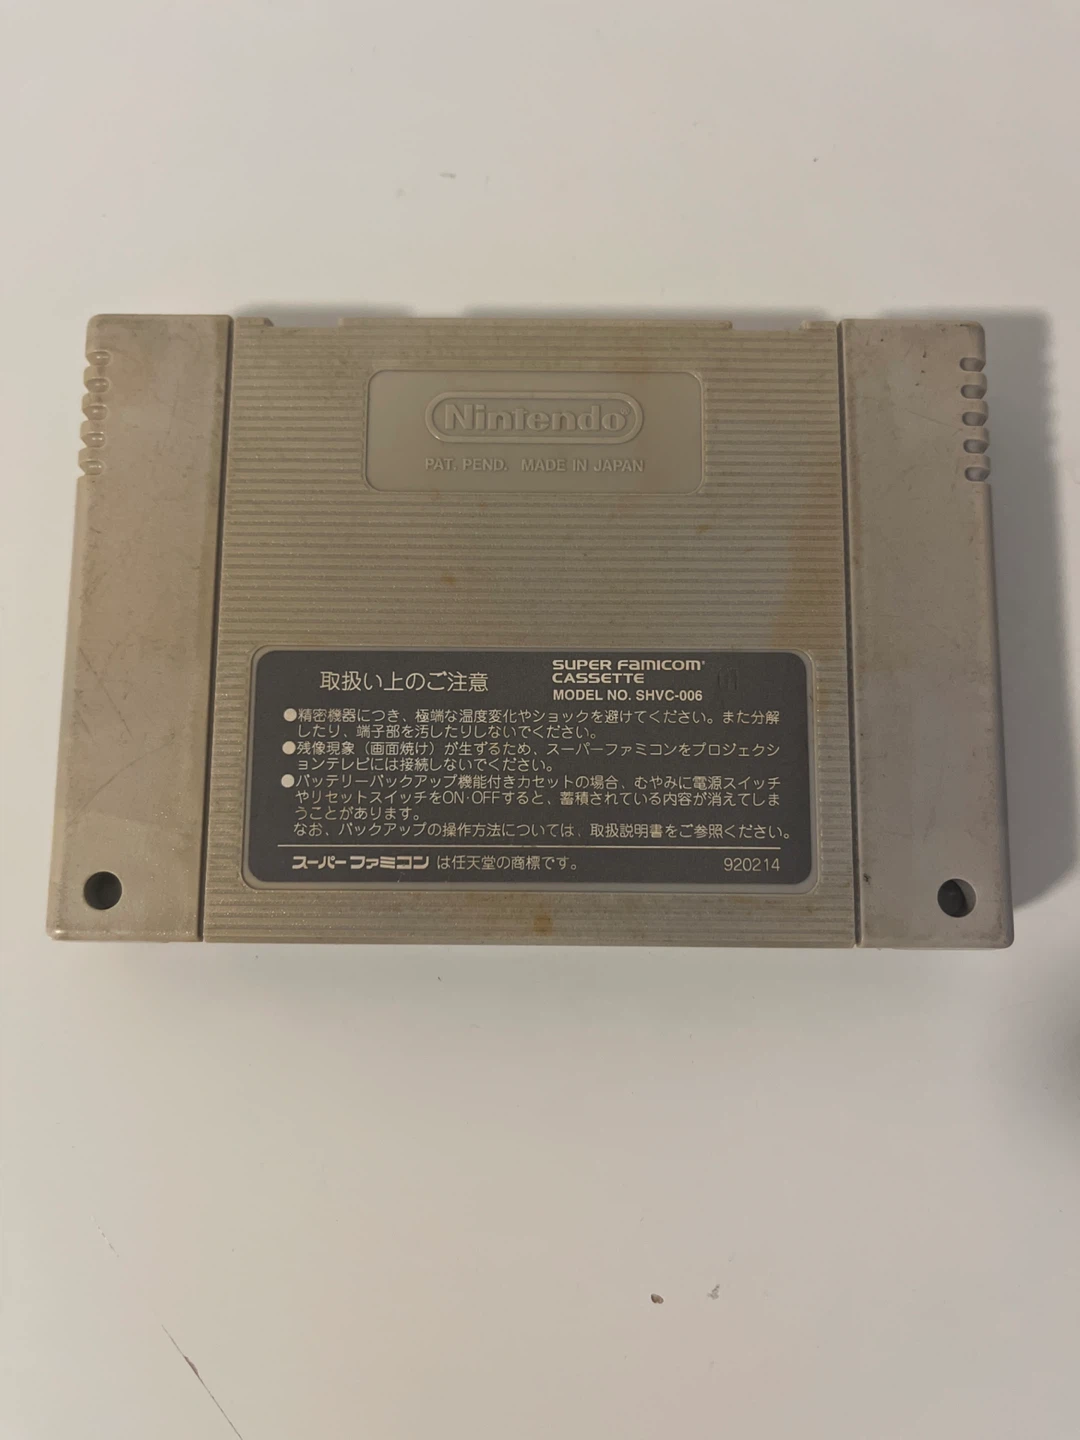 Nintendo
PAT. PEND. MADE IN JAPAN
取扱い上のご注意
SUPER FAMICOM
CASSETTE
MODEL NO. SHVC-006
●精密機器につき、極端な温度変化やショックを避けてください。また分解
したり、端子部を汚したりしないでください。
●残像現象(画面焼け)が生ずるため、スーパーファミコンをプロジェクシ
ョンテレビには接続しないでください。
●バッテリーバックアップ機能付きカセットの場合、むやみに電源スイッチ
やリセットスイッチをON·OFFすると、蓄積されている内容が消えてしま
うことがあります。
なお、バックアップの操作方法については、取扱説明書をご参照ください。
スーパーファミコン は任天堂の商標です。
920214